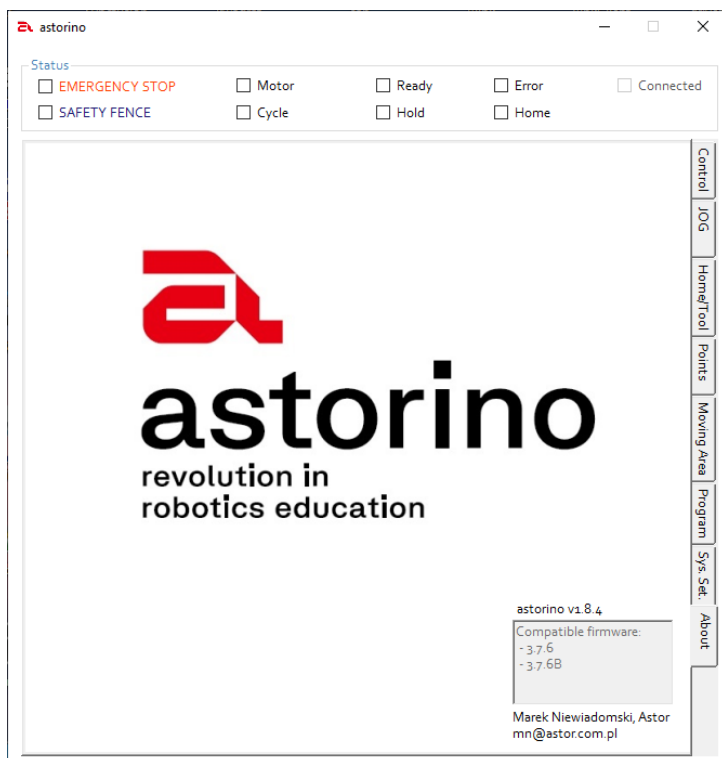 astorino
Status
EMERGENCY STOP
Motor
Ready
Error
Connected
SAFETY FENCE
Cycle
Hold
Home
Control
JOG
Home/Tool
Points
Moving Area
Program
Sys. Set.
About
astorino
revolution in
robotics education
astorino v1.8.4
Compatible firmware:
- 3.7.6
- 3.7.6B
Marek Niewiadomski, Astor
mn@astor.com.pl